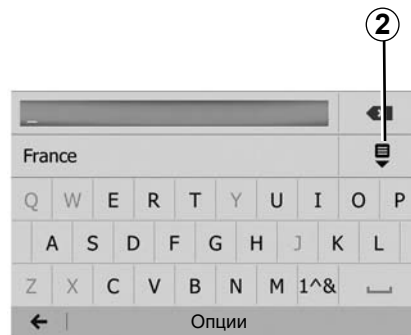 2
_
France
Q W E R T Y U I O P
A S D F G H J K L
Z X C V B N M 1^&
Опции